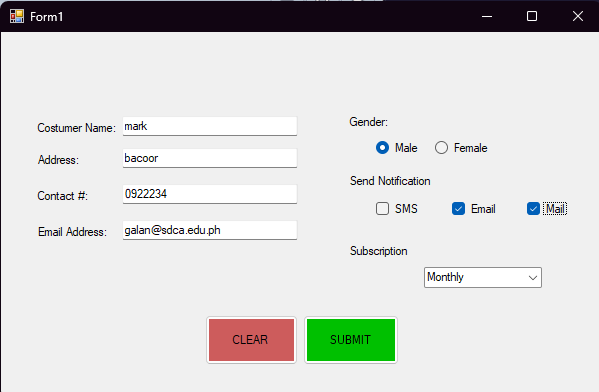 Form1
Costumer Name: mark
Address: bacoor
Contact #: 0922234
Email Address: galan@sdca.edu.ph
Gender:
Male Female
Send Notification
SMS Email Mail
Subscription
Monthly
CLEAR SUBMIT